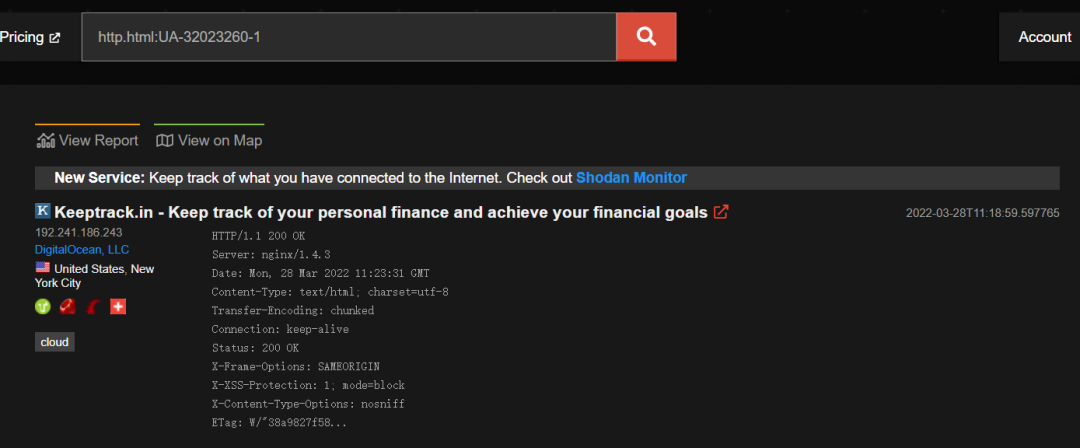 Pricing
http.html:UA-32023260-1
Account
View Report
View on Map
New Service: Keep track of what you have connected to the Internet. Check out Shodan Monitor
K Keeptrack.in - Keep track of your personal finance and achieve your financial goals
2022-03-28T11:18:59.597765
192.241.186.243
DigitalOcean, LLC
United States, New
York City
cloud
HTTP/1.1 200 OK
Server: nginx/1.4.3
Date: Mon, 28 Mar 2022 11:23:31 GMT
Content-Type: text/html; charset=utf-8
Transfer-Encoding: chunked
Connection: keep-alive
Status: 200 OK
X-Frame-Options: SAMEORIGIN
X-XSS-Protection: 1; mode=block
X-Content-Type-Options: nosniff
ETag: W/"38a9827f58...